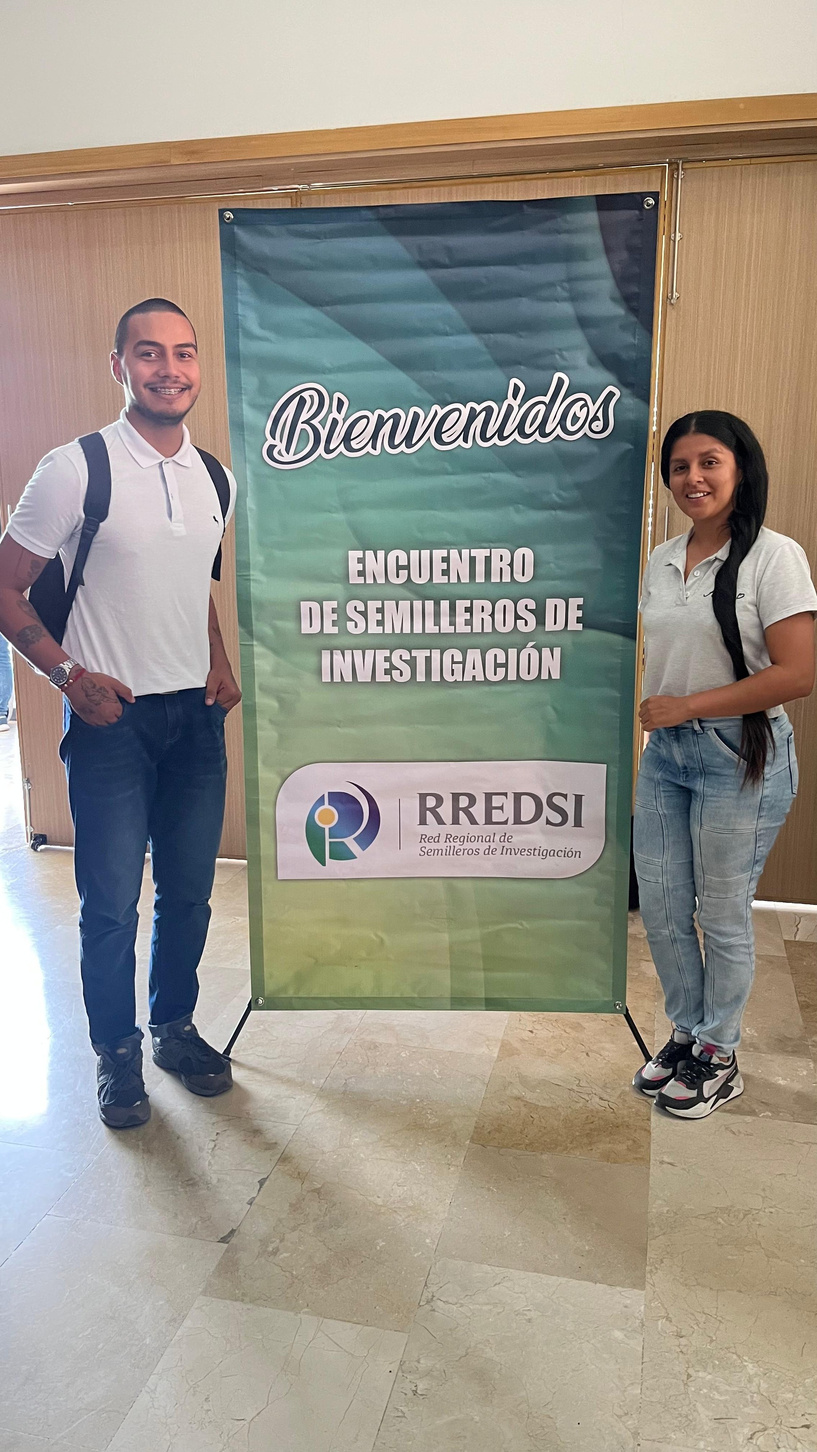 Bienvenidos
ENCUENTRO
DE SEMILLEROS DE
INVESTIGACIÓN
RREDSI
Red Regional de
Semilleros de Investigación